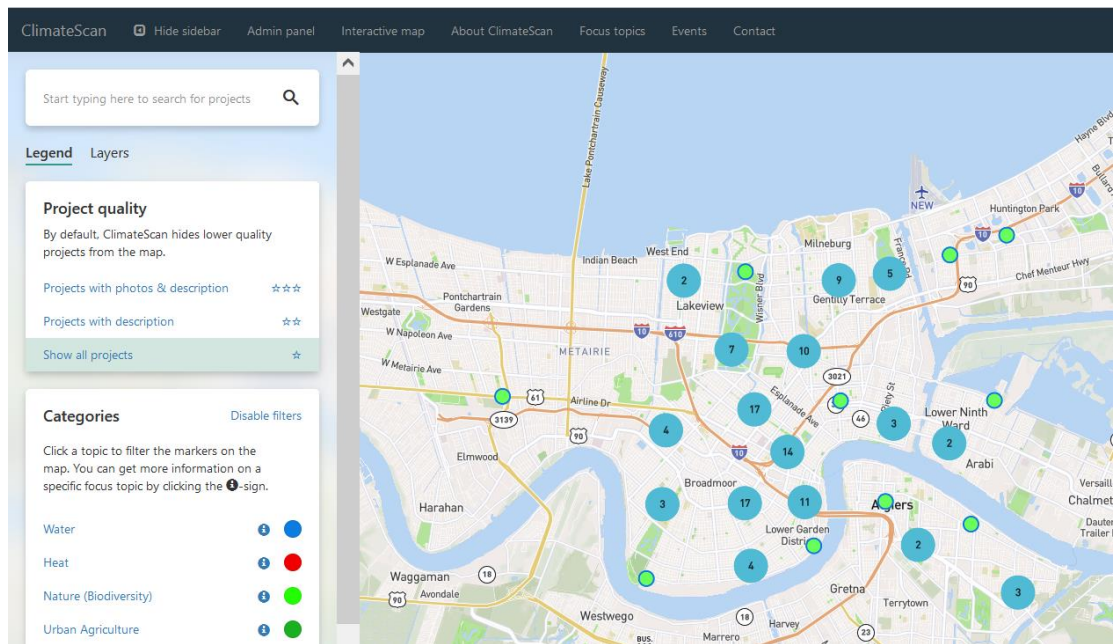 ClimateScan Hide sidebar Admin panel Interactive map About ClimateScan Focus topics Events Contact
Start typing here to search for projects
Legend Layers
Project quality
By default, ClimateScan hides lower quality
projects from the map.
Projects with photos & description
Projects with description
Show all projects
Categories Disable filters
Click a topic to filter the markers on the
map. You can get more information on a
specific focus topic by clicking the -sign.
Water
Heat
Nature (Biodiversity)
Urban Agriculture
Lake Pontchartrain Causeway
Hayne Blvd
NEW
Huntington Park
10
Milneburg
West End
Indian Beach
W Esplanade Ave
2
9
5
Chef Menteur Hwy
90
Lakeview
Wisner Blvd
Gentilly Terrace
Pontchartrain
Gardens
Westgate
W Napoleon Ave
10
610
METAIRIE
7
10
W Metairie Ave
3021
Esplanade Ave
61
Airline Dr
17
46
Lower Ninth
Ward
3139
90
4
3
2
Elmwood
10
14
Arabi
Broadmoor
Harahan
3
17
11
Chalmet
Lower Garden
2
4
Waggaman
18
3
Gretna
Avondale
90
Terrytown
Westwego
18
Harvey
23
BUS.
Marrero